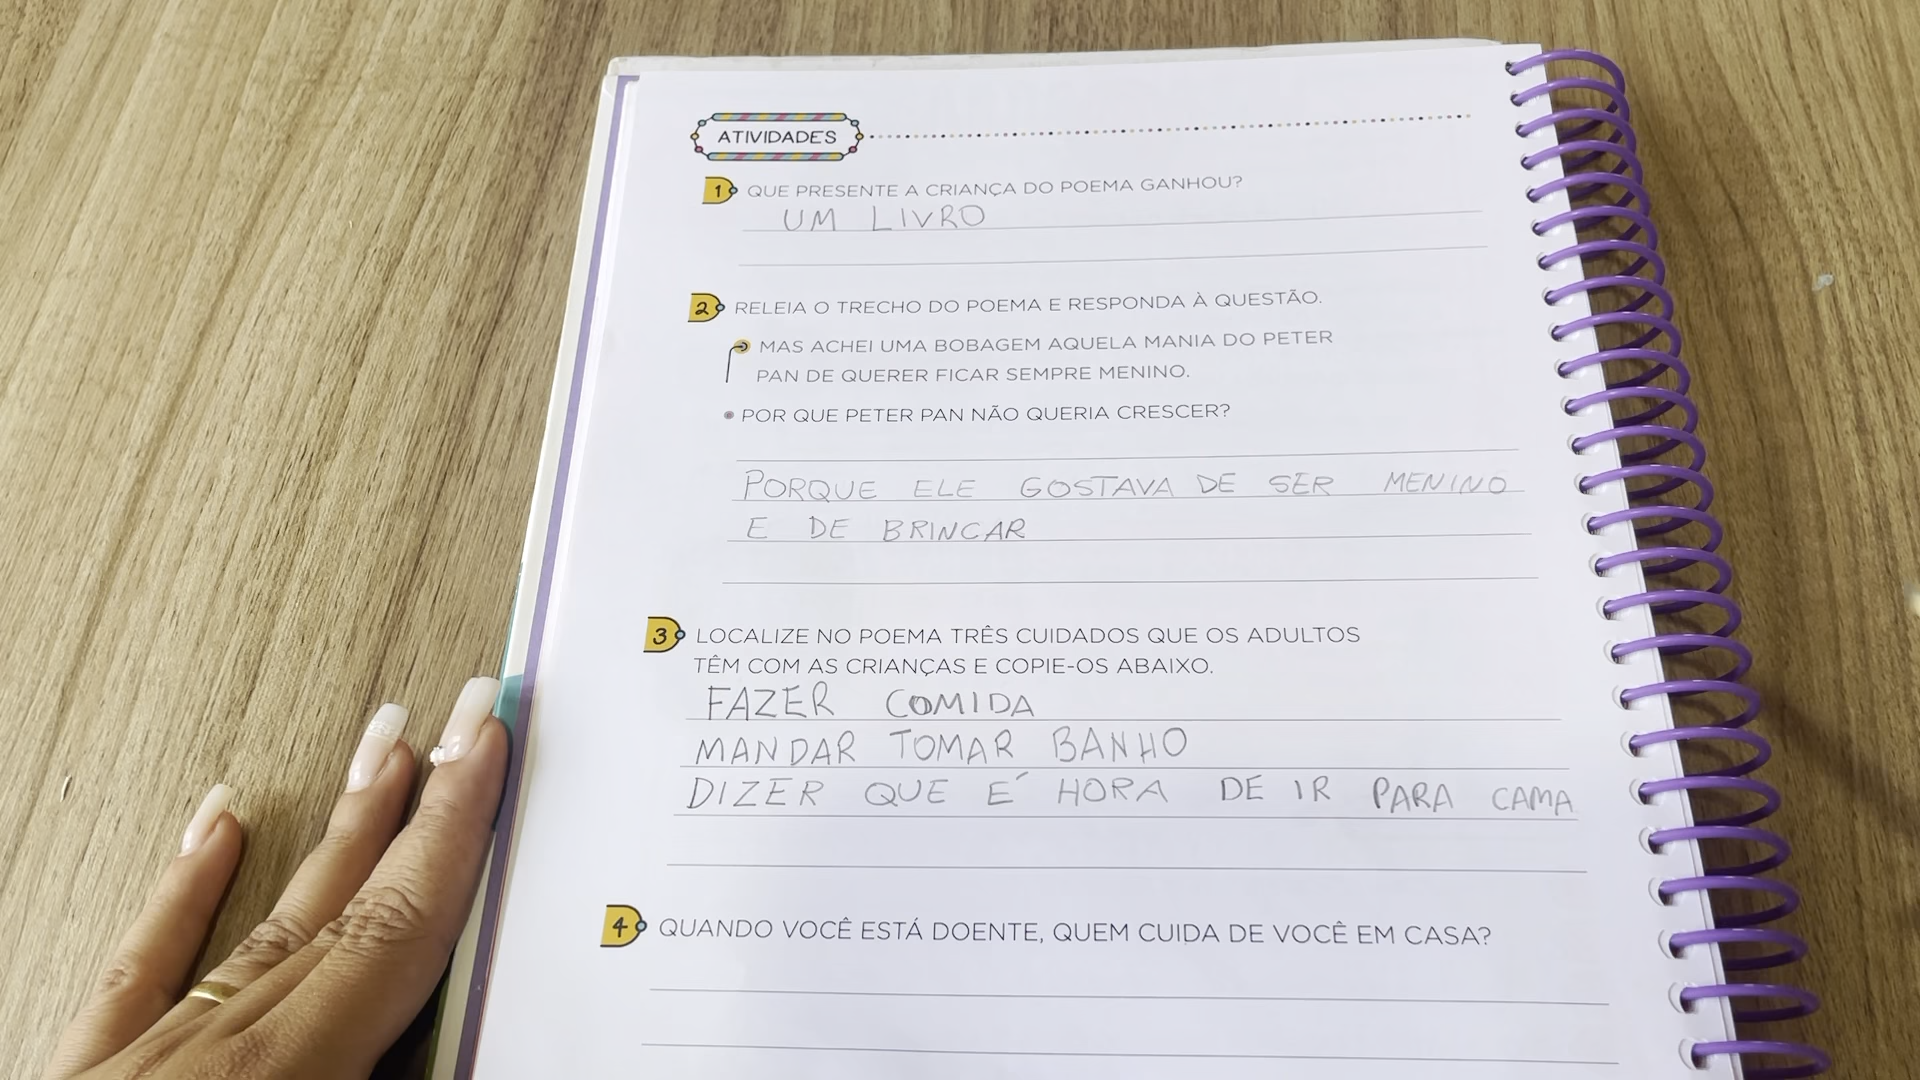 ATIVIDADES
1 QUE PRESENTE A CRIANÇA DO POEMA GANHOU?
UM LIVRO
2 RELEIA O TRECHO DO POEMA E RESPONDA À QUESTÃO.
MAS ACHEI UMA BOBAGEM AQUELA MANIA DO PETER
PAN DE QUERER FICAR SEMPRE MENINO.
POR QUE PETER PAN NÃO QUERIA CRESCER?
PORQUE ELE GOSTAVA DE SER MENINO
E DE BRINCAR
3 LOCALIZE NO POEMA TRÊS CUIDADOS QUE OS ADULTOS
TÊM COM AS CRIANÇAS E COPIE-OS ABAIXO.
FAZER COMIDA
MANDAR TOMAR BANHO
DIZER QUE É HORA DE IR PARA CAMA
4 QUANDO VOCÊ ESTÁ DOENTE, QUEM CUIDA DE VOCÊ EM CASA?